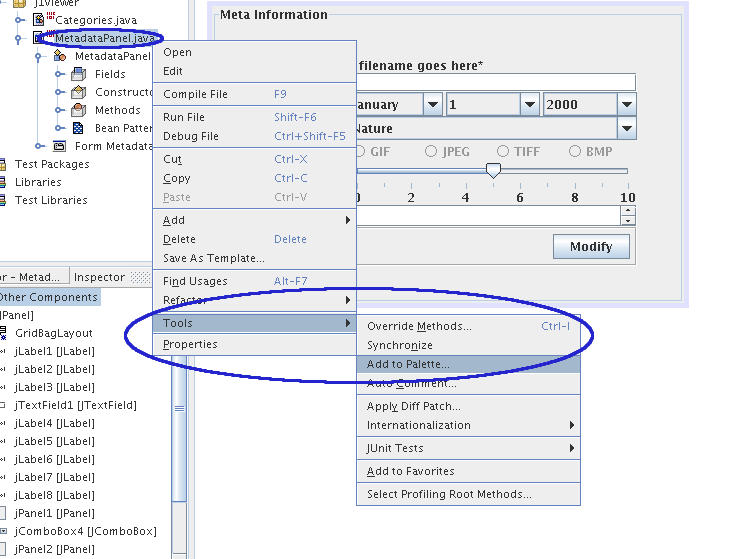 J1Viewer
Categories.java
MetadataPanel.java
MetadataPanel
Fields
Constructo
Methods
Bean Patter
Form Metadata
Test Packages
Libraries
Test Libraries
or - Metad...
Inspector
Other Components
JPanel]
GridBagLayout
jLabel1 [JLabel]
jLabel2 [JLabel]
jLabel3 [JLabel]
jTextField1 [JTextField]
jLabel4 [JLabel]
jLabel5 [JLabel]
jLabel6 [JLabel]
jLabel7 [JLabel]
jLabel8 [JLabel]
jPanel1 [JPanel]
jComboBox4 [JComboBox]
jPanel2 [JPanel]
Open
Edit
Compile File F9
Run File Shift-F6
Debug File Ctrl+Shift-F5
Cut Ctrl-X
Copy Ctrl-C
Paste Ctrl-V
Add
Delete Delete
Save As Template...
Find Usages Alt-F7
Refactor
Tools
Properties
Override Methods... Ctrl-I
Synchronize
Add to Palette...
Auto Comment...
Apply Diff Patch...
Internationalization
JUnit Tests
Add to Favorites
Select Profiling Root Methods...
Meta Information
filename goes here*
anuary 1 2000
Nature
GIF JPEG TIFF BMP
0 2 4 6 8 10
Modify